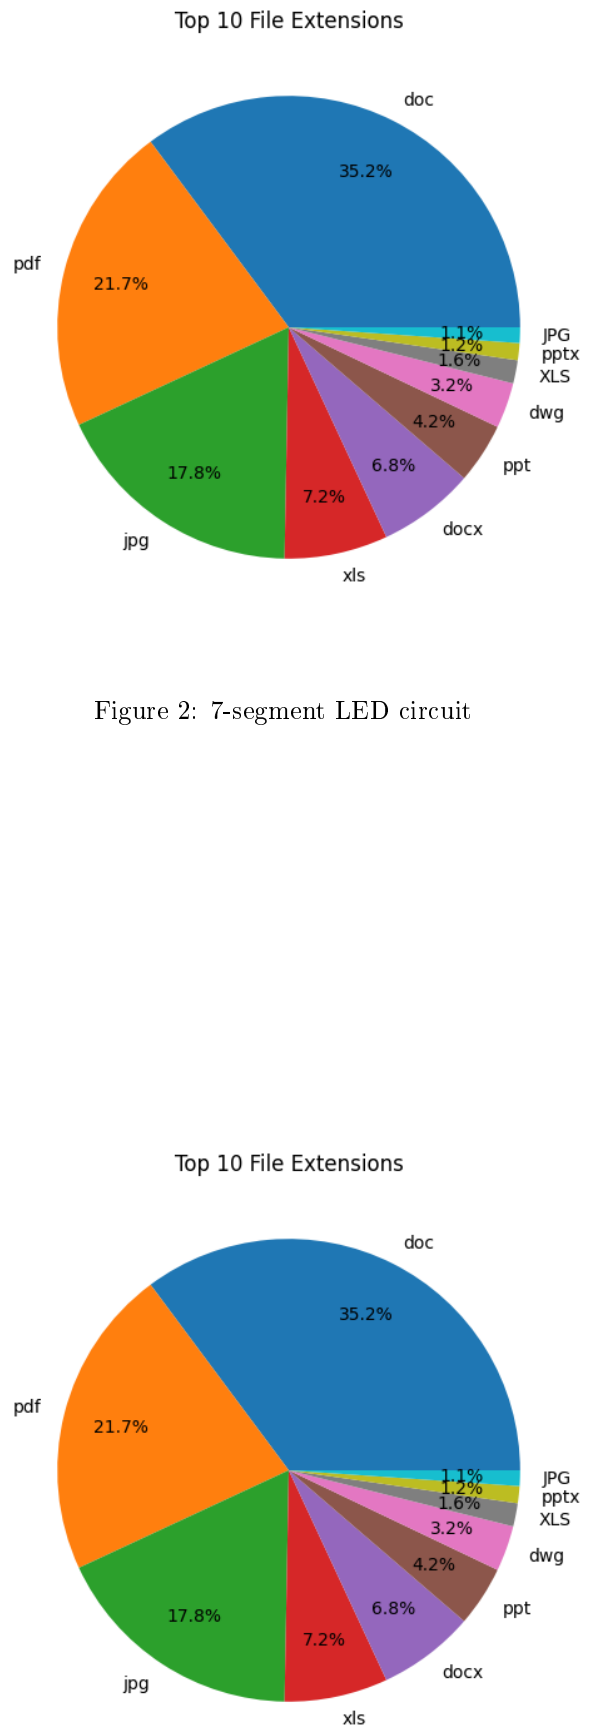 Top 10 File Extensions
doc
35.2%
pdf
21.7%
1.1%
JPG
1.2%
pptx
1.6%
XLS
3.2%
dwg
4.2%
ppt
6.8%
docx
17.8%
jpg
7.2%
xls
Figure 2: 7-segment LED circuit
Top 10 File Extensions
doc
35.2%
pdf
21.7%
1.1%
JPG
1.2%
pptx
1.6%
XLS
3.2%
dwg
4.2%
ppt
6.8%
docx
17.8%
jpg
7.2%
xls